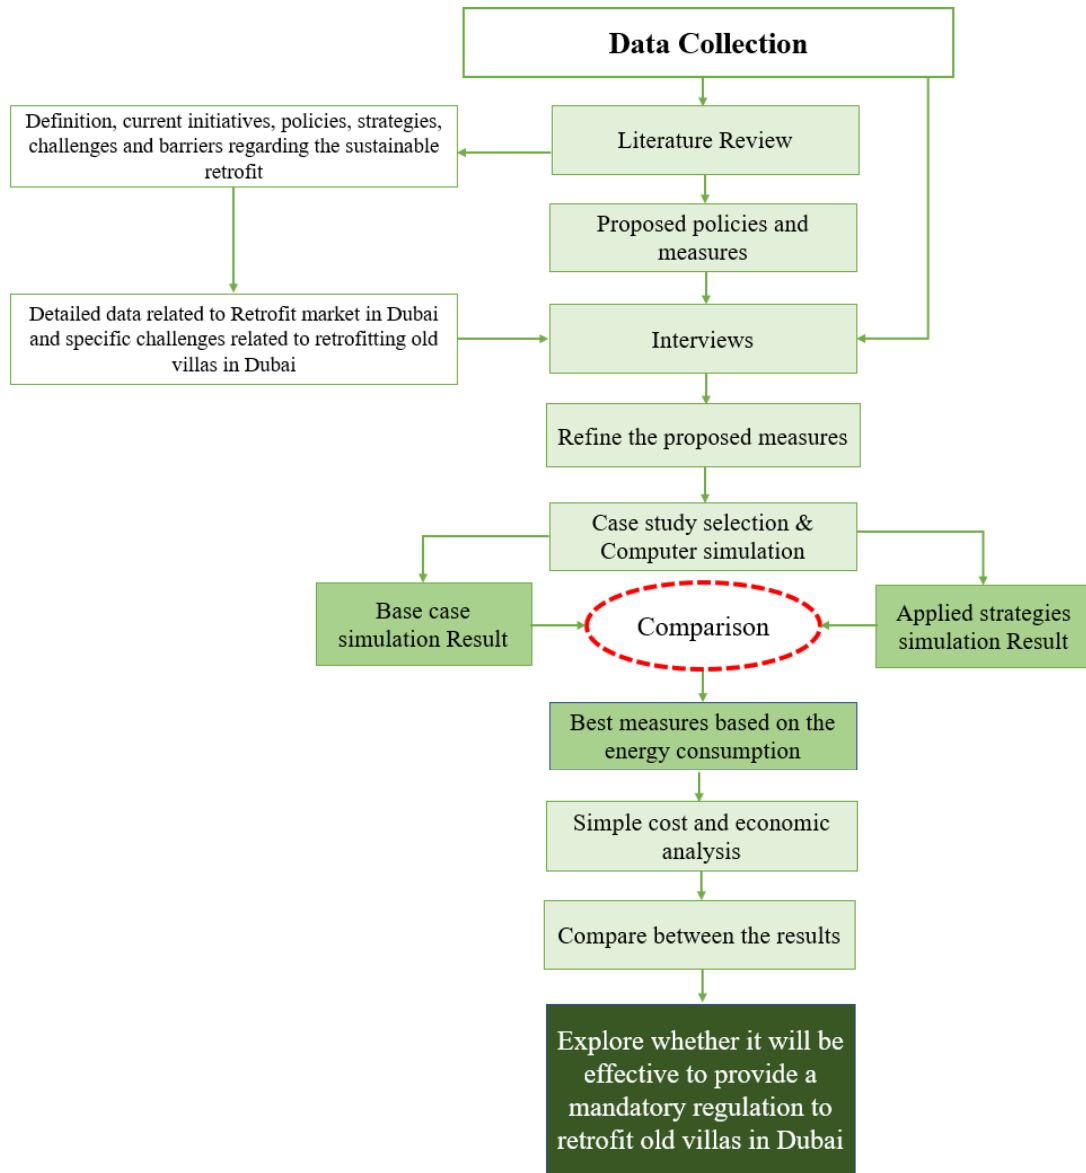 Data Collection
Definition, current initiatives, policies, strategies,
challenges and barriers regarding the sustainable
retrofit
Literature Review
Proposed policies and
measures
Detailed data related to Retrofit market in Dubai
and specific challenges related to retrofitting old
villas in Dubai
Interviews
Refine the proposed measures
Case study selection &
Computer simulation
Base case
simulation Result
Comparison
Applied strategies
simulation Result
Best measures based on the
energy consumption
Simple cost and economic
analysis
Compare between the results
Explore whether it will be
effective to provide a
mandatory regulation to
retrofit old villas in Dubai